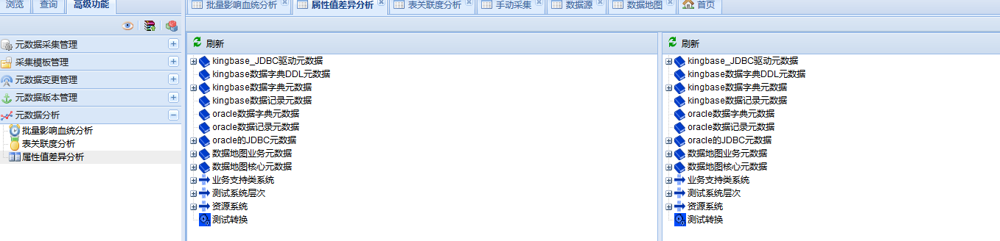 浏览 查询 高级功能
批量影响血统分析 属性值差异分析 表关联度分析 手动采集 数据源 数据地图 首页
元数据采集管理
采集模板管理
元数据变更管理
元数据版本管理
元数据分析
批量影响血统分析
表关联度分析
属性值差异分析
刷新
kingbase_JDBC驱动元数据
kingbase数据字典DDL元数据
kingbase数据字典元数据
kingbase数据记录元数据
oracle数据字典元数据
oracle数据记录元数据
oracle的JDBC元数据
数据地图业务元数据
数据地图核心元数据
业务支持类系统
测试系统层次
资源系统
测试转换
刷新
kingbase_JDBC驱动元数据
kingbase数据字典DDL元数据
kingbase数据字典元数据
kingbase数据记录元数据
oracle数据字典元数据
oracle数据记录元数据
oracle的JDBC元数据
数据地图业务元数据
数据地图核心元数据
业务支持类系统
测试系统层次
资源系统
测试转换